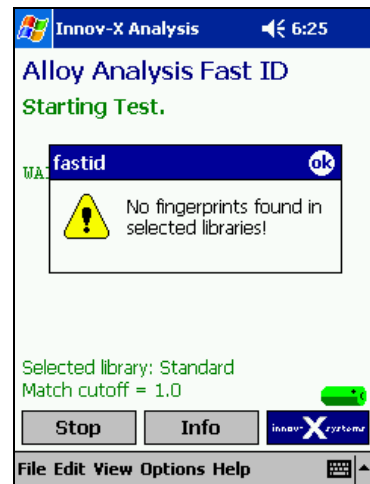 Innov-X Analysis 6:25
Alloy Analysis Fast ID
Starting Test.
WA
fastid ok
No fingerprints found in
selected libraries!
Selected library: Standard
Match cutoff = 1.0
Stop Info innov-X systems
File Edit View Options Help